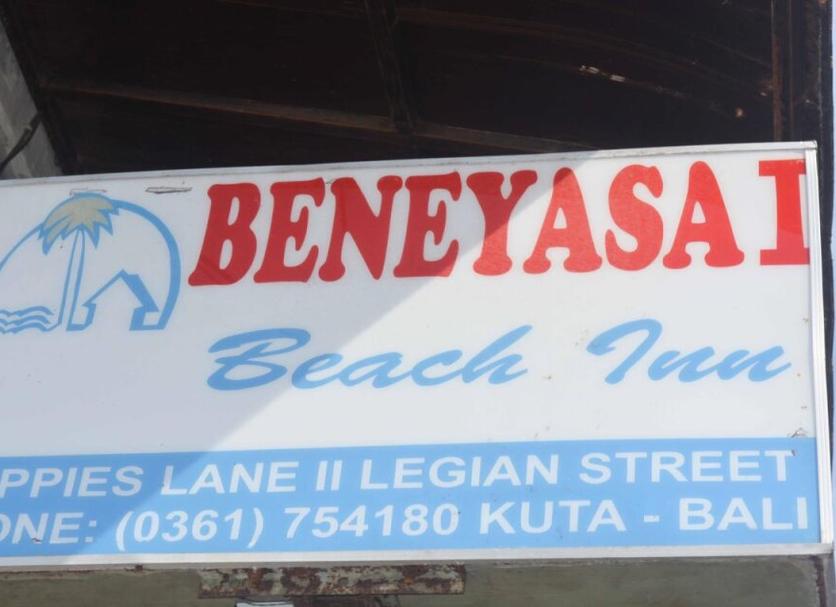 BENEYASA I
Beach Inn
PPIES LANE II LEGIAN STREET
ONE: (0361) 754180 KUTA - BALI